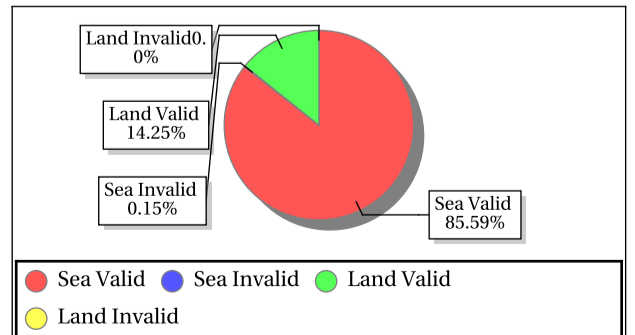 Land Invalid0.
0%
Land Valid
14.25%
Sea Invalid
0.15%
Sea Valid
85.59%
Sea Valid Sea Invalid Land Valid
Land Invalid